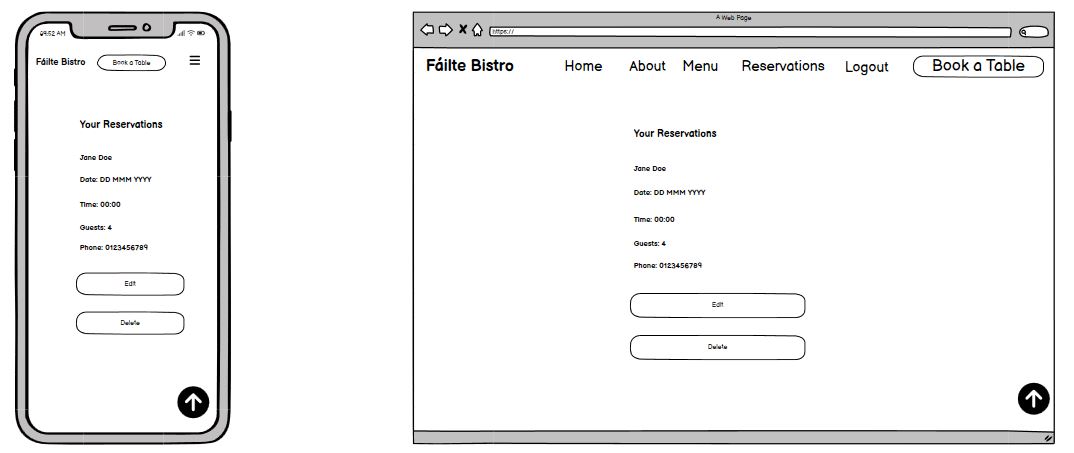 09:52 AM
Fáilte Bistro
Book a Table
Your Reservations
Jane Doe
Date: DD MMM YYYY
Time: 00:00
Guests: 4
Phone: 0123456789
Edit
Delete
A Web Page
https://
Fáilte Bistro Home About Menu Reservations Logout Book a Table
Your Reservations
Jane Doe
Date: DD MMM YYYY
Time: 00:00
Guests: 4
Phone: 0123456789
Edit
Delete